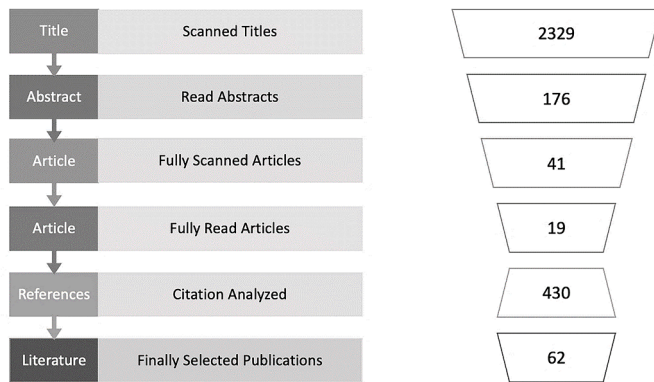 Title Scanned Titles 2329
Abstract Read Abstracts 176
Article Fully Scanned Articles 41
Article Fully Read Articles 19
References Citation Analyzed 430
Literature Finally Selected Publications 62